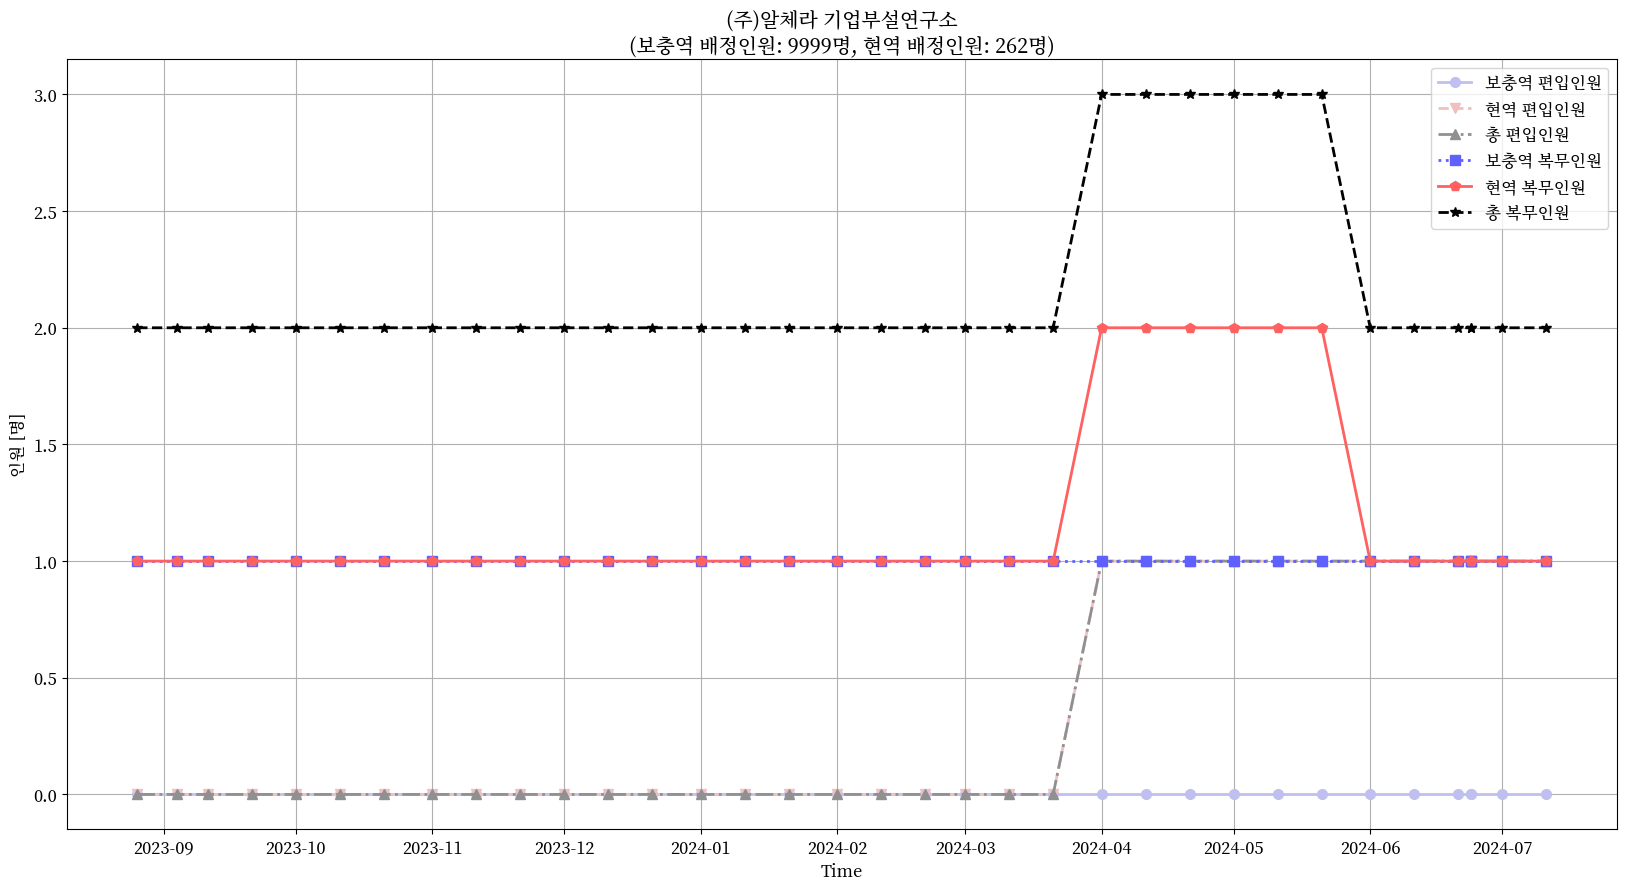 (주)알체라 기업부설연구소
(보충역 배정인원: 9999명, 현역 배정인원: 262명)
보충역 편입인원
현역 편입인원
총 편입인원
보충역 복무인원
현역 복무인원
총 복무인원
인원 [명]
3.0
2.5
2.0
1.5
1.0
0.5
0.0
2023-09 2023-10 2023-11 2023-12 2024-01 2024-02 2024-03 2024-04 2024-05 2024-06 2024-07
Time